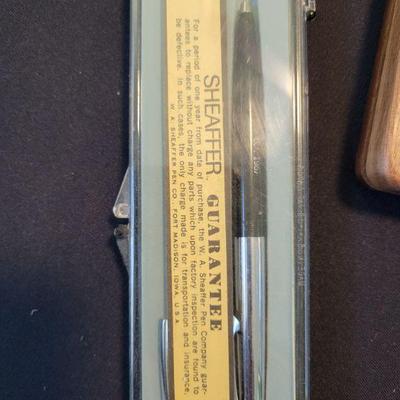 SHEAFFER™ GUARANTEE
For a period of one year from date of purchase, the W. A. Sheaffer Pen Company guar-
antees to replace without charge any parts which upon factory inspection are found to
be defective. In such cases, the only charge made is for transportation and insurance.
W. A. SHEAFFER PEN CO., FORT MADISON, IOWA, U.S.A.